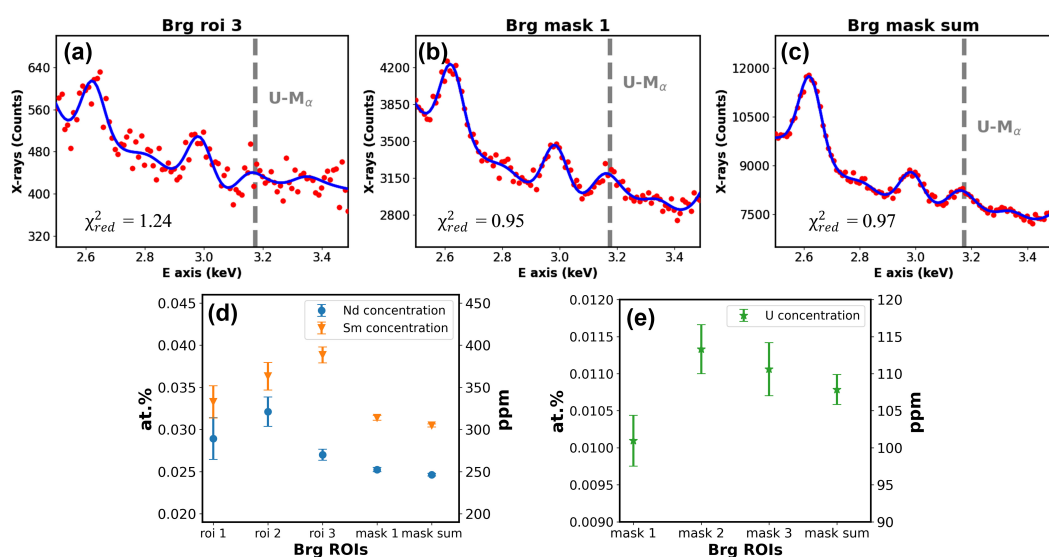 Brg roi 3
(a)
U-Mα
χ²red = 1.24
X-rays (Counts)
640
560
480
400
320
2.6 2.8 3.0 3.2 3.4
E axis (keV)
Brg mask 1
(b)
U-Mα
χ²red = 0.95
X-rays (Counts)
4200
3850
3500
3150
2800
2.6 2.8 3.0 3.2 3.4
E axis (keV)
Brg mask sum
(c)
U-Mα
χ²red = 0.97
X-rays (Counts)
12000
10500
9000
7500
2.6 2.8 3.0 3.2 3.4
E axis (keV)
(d)
Nd concentration
Sm concentration
at.%
0.045
0.040
0.035
0.030
0.025
0.020
450
400
350
300
250
200
ppm
roi 1 roi 2 roi 3 mask 1 mask sum
Brg ROIs
(e)
U concentration
at.%
0.0120
0.0115
0.0110
0.0105
0.0100
0.0095
0.0090
120
115
110
105
100
95
90
ppm
mask 1 mask 2 mask 3 mask sum
Brg ROIs